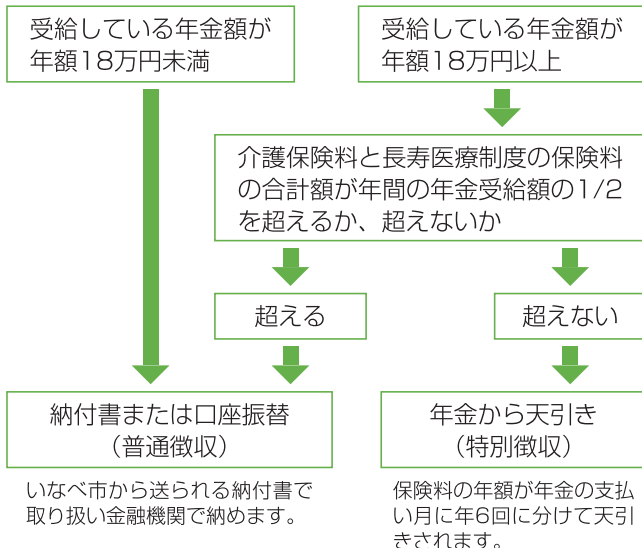 受給している年金額が
年額18万円未満
受給している年金額が
年額18万円以上
介護保険料と長寿医療制度の保険料
の合計額が年間の年金受給額の1/2
を超えるか、超えないか
超える
超えない
納付書または口座振替
(普通徴収)
年金から天引き
(特別徴収)
いなべ市から送られる納付書で
取り扱い金融機関で納めます。
保険料の年額が年金の支払
い月に年6回に分けて天引
きされます。